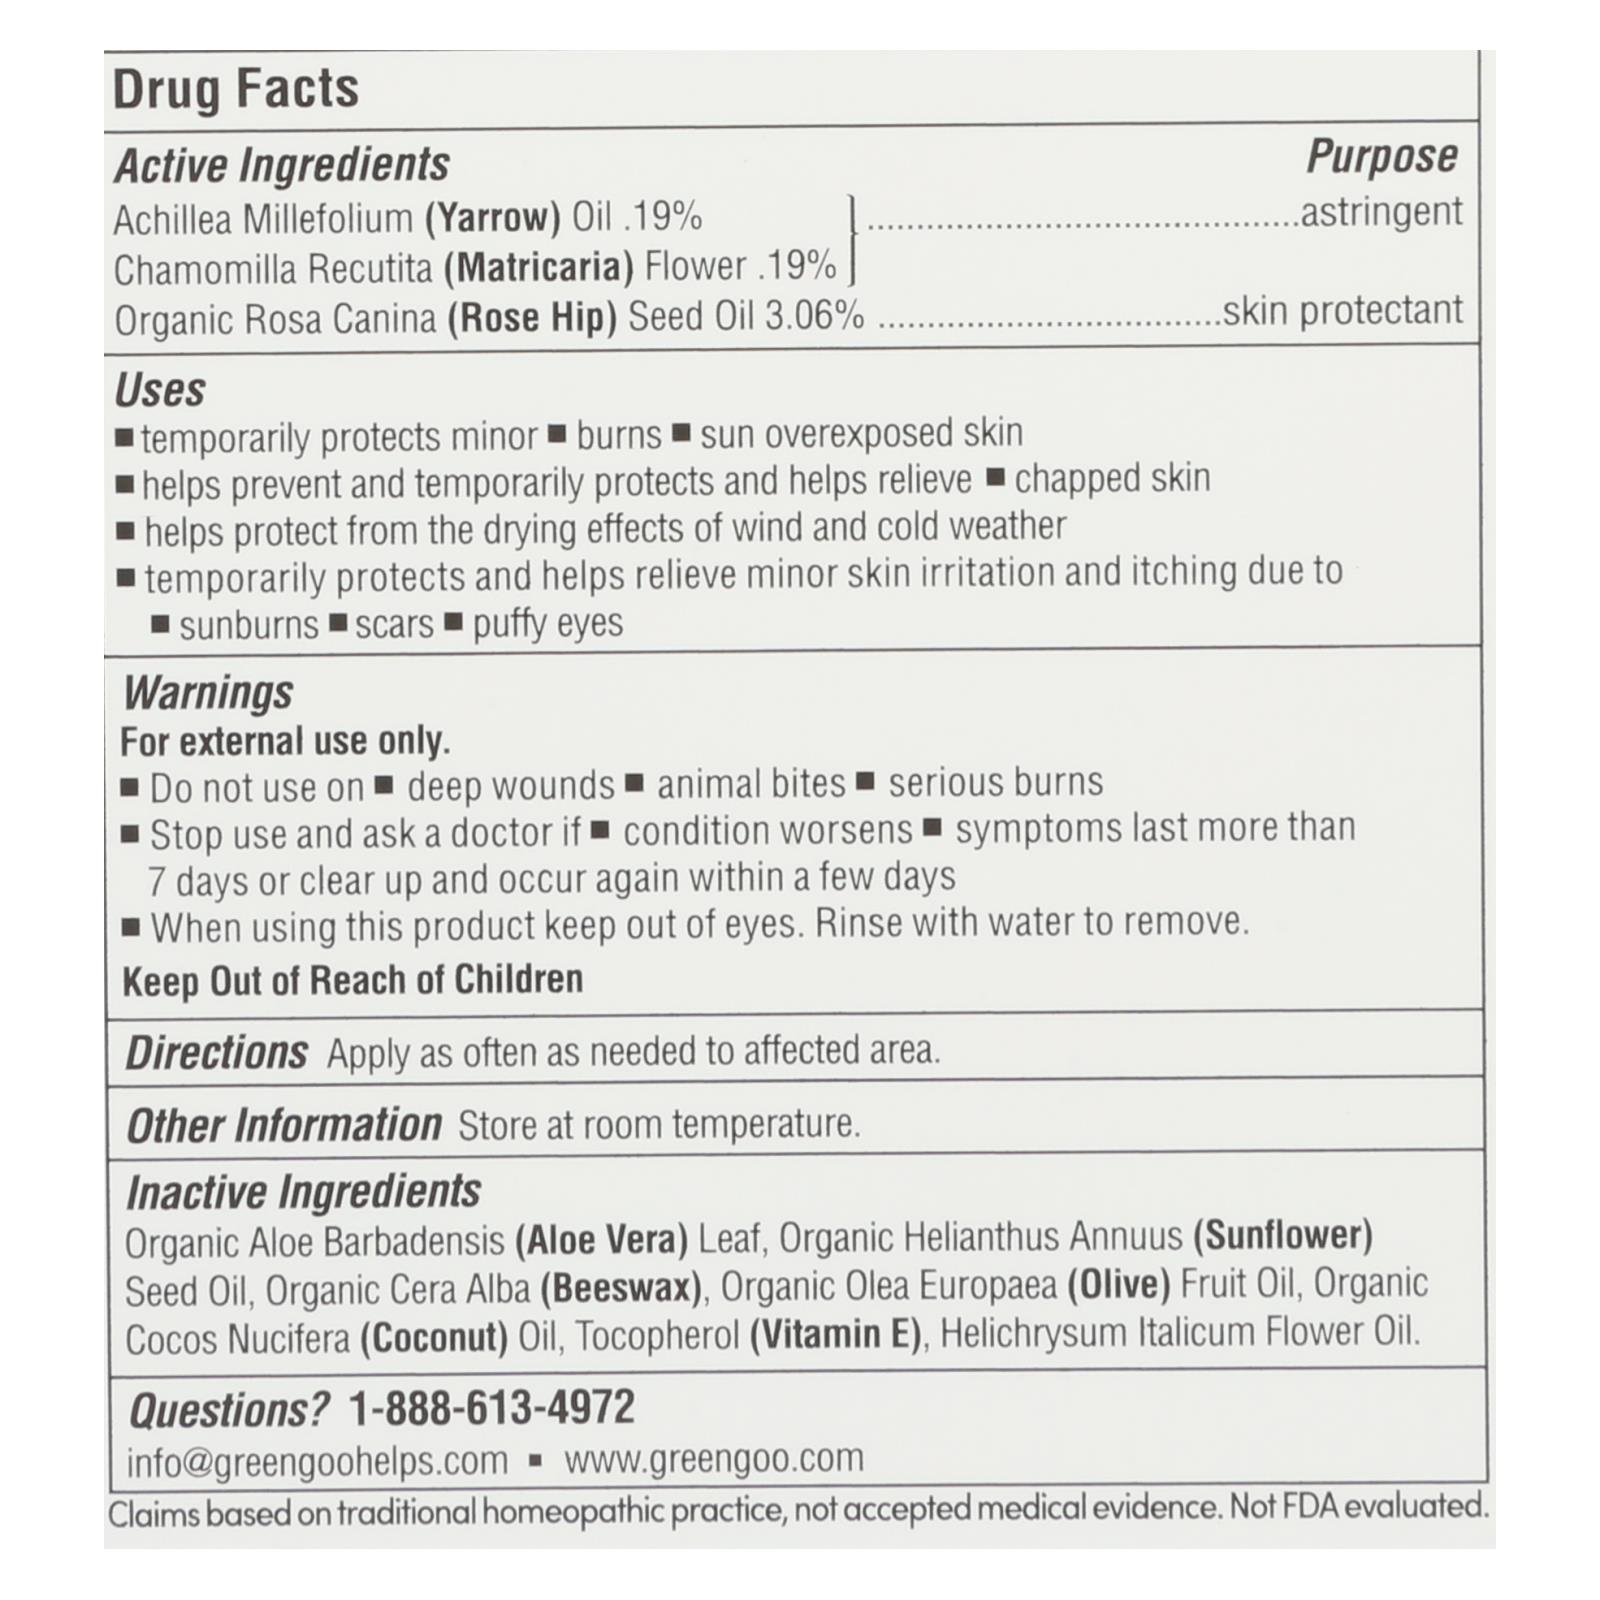 Drug Facts
Active Ingredients Purpose
Achillea Millefolium (Yarrow) Oil .19% ............................................astringent
Chamomilla Recutita (Matricaria) Flower .19%
Organic Rosa Canina (Rose Hip) Seed Oil 3.06% ...................................skin protectant
Uses
■ temporarily protects minor ■ burns ■ sun overexposed skin
■ helps prevent and temporarily protects and helps relieve ■ chapped skin
■ helps protect from the drying effects of wind and cold weather
■ temporarily protects and helps relieve minor skin irritation and itching due to
■ sunburns ■ scars ■ puffy eyes
Warnings
For external use only.
■ Do not use on ■ deep wounds ■ animal bites ■ serious burns
■ Stop use and ask a doctor if ■ condition worsens ■ symptoms last more than
7 days or clear up and occur again within a few days
■ When using this product keep out of eyes. Rinse with water to remove.
Keep Out of Reach of Children
Directions Apply as often as needed to affected area.
Other Information Store at room temperature.
Inactive Ingredients
Organic Aloe Barbadensis (Aloe Vera) Leaf, Organic Helianthus Annuus (Sunflower)
Seed Oil, Organic Cera Alba (Beeswax), Organic Olea Europaea (Olive) Fruit Oil, Organic
Cocos Nucifera (Coconut) Oil, Tocopherol (Vitamin E), Helichrysum Italicum Flower Oil.
Questions? 1-888-613-4972
info@greengoohelps.com ■ www.greengoo.com
Claims based on traditional homeopathic practice, not accepted medical evidence. Not FDA evaluated.